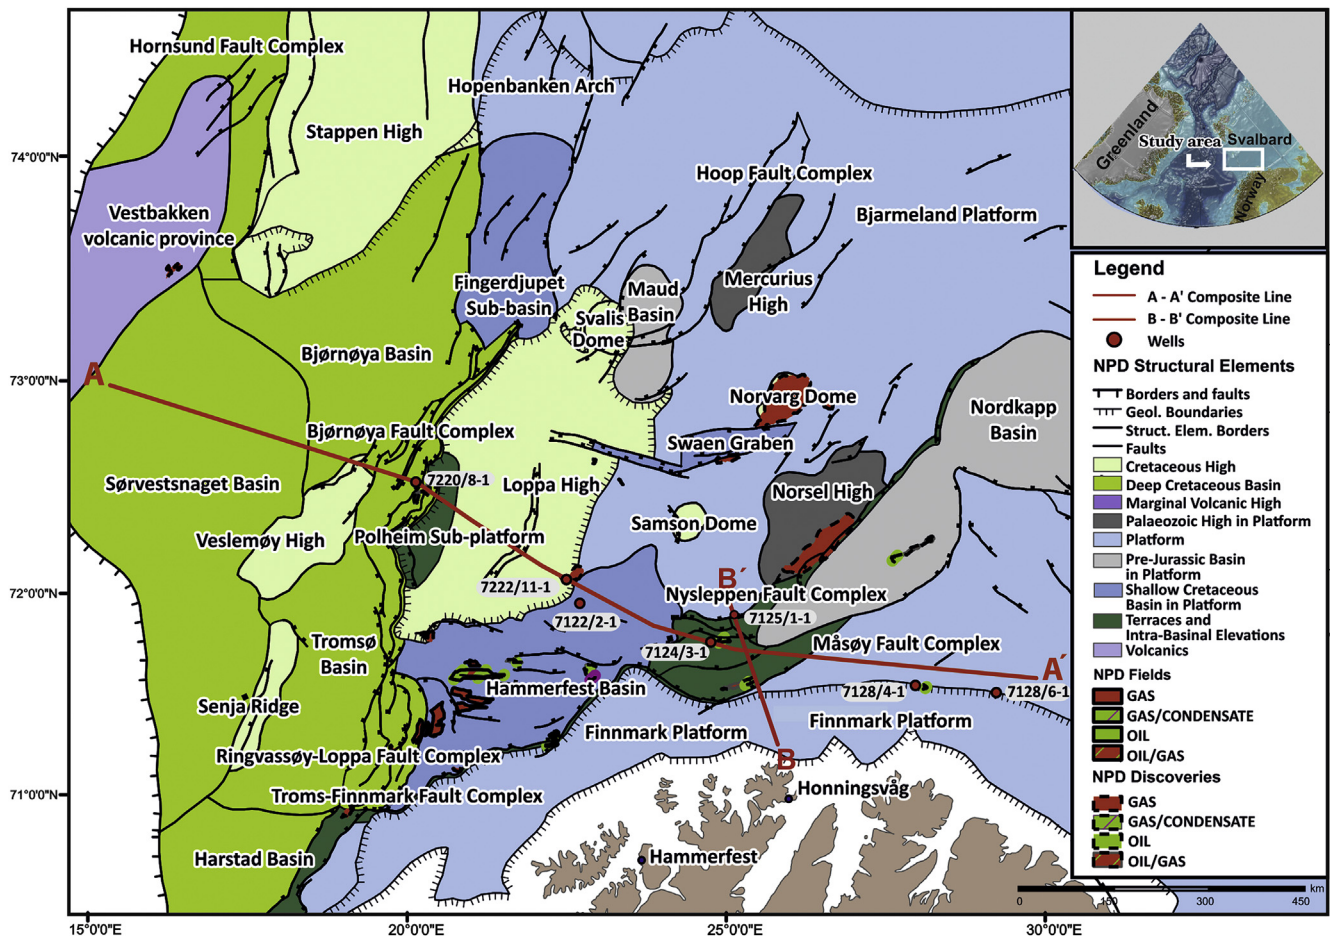 Hornsund Fault Complex
Hopenbanken Arch
Stappen High
74°0'0"N
Hoop Fault Complex
Bjarmeland Platform
Vestbakken
volcanic province
Fingerdjupet
Sub-basin
Maud
Basin
Mercurius
High
Svalis
Dome
Bjørnøya Basin
73°0'0"N
A
Norvarg Dome
Nordkapp
Basin
Bjørnøya Fault Complex
Swaen Graben
7220/8-1
Sørvestsnaget Basin
Loppa High
Norsel High
Samson Dome
Veslemøy High
Polheim Sub-platform
72°0'0"N
7222/11-1
B´
Nysleppen Fault Complex
7122/2-1
7125/1-1
Tromsø
Basin
7124/3-1
Måsøy Fault Complex
A´
Hammerfest Basin
7128/4-1
7128/6-1
Senja Ridge
Finnmark Platform
Finnmark Platform
Ringvassøy-Loppa Fault Complex
B
71°0'0"N
Troms-Finnmark Fault Complex
Honningsvåg
Harstad Basin
Hammerfest
15°0'0"E
20°0'0"E
25°0'0"E
30°0'0"E
Greenland
Study area
Svalbard
Norway
Legend
A - A' Composite Line
B - B' Composite Line
Wells
NPD Structural Elements
Borders and faults
Geol. Boundaries
Struct. Elem. Borders
Faults
Cretaceous High
Deep Cretaceous Basin
Marginal Volcanic High
Palaeozoic High in Platform
Platform
Pre-Jurassic Basin
in Platform
Shallow Cretaceous
Basin in Platform
Terraces and
Intra-Basinal Elevations
Volcanics
NPD Fields
GAS
GAS/CONDENSATE
OIL
OIL/GAS
NPD Discoveries
GAS
GAS/CONDENSATE
OIL
OIL/GAS
km
0 150 300 450